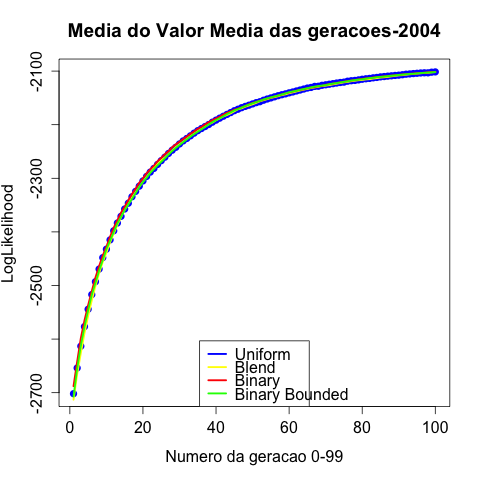 Media do Valor Media das geracoes-2004
-2100
-2300
-2500
-2700
LogLikelihood
Uniform
Blend
Binary
Binary Bounded
0 20 40 60 80 100
Numero da geracao 0-99